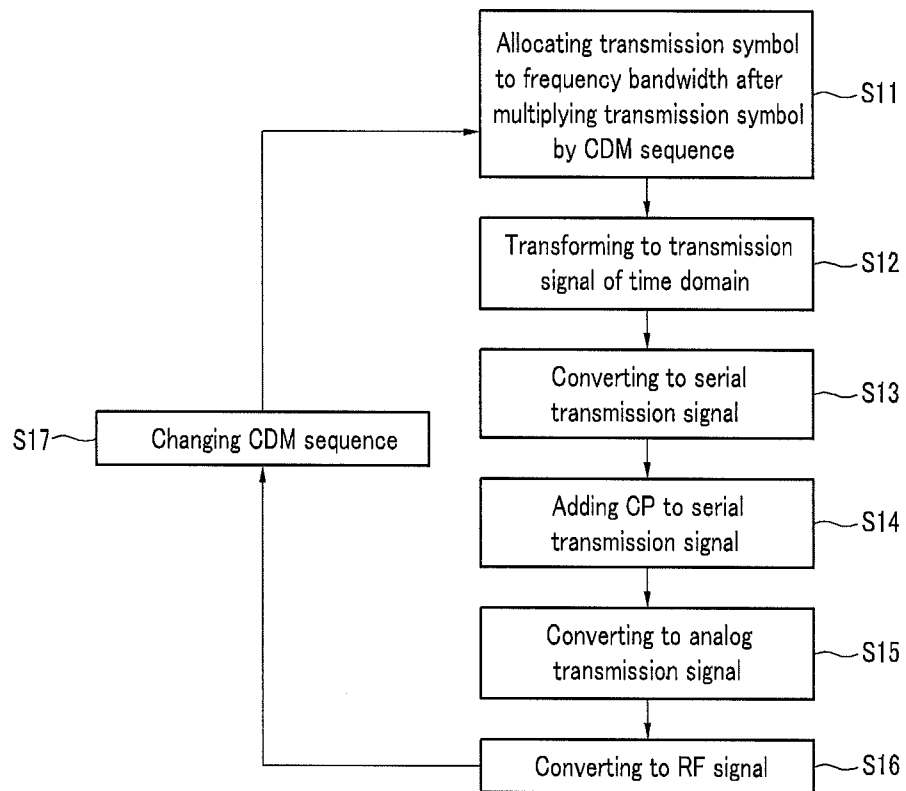 Allocating transmission symbol
to frequency bandwidth after
multiplying transmission symbol
by CDM sequence
S11
Transforming to transmission
signal of time domain
S12
Converting to serial
transmission signal
S13
S17
Changing CDM sequence
Adding CP to serial
transmission signal
S14
Converting to analog
transmission signal
S15
Converting to RF signal
S16